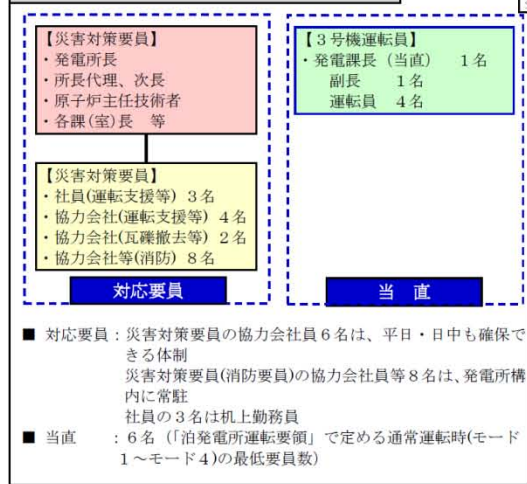 【災害対策要員】
・発電所長
・所長代理、次長
・原子炉主任技術者
・各課(室)長　等
【災害対策要員】
・社員(運転支援等) 3名
・協力会社(運転支援等) 4名
・協力会社(瓦礫撤去等) 2名
・協力会社等(消防) 8名
対応要員
【３号機運転員】
・発電課長（当直）　1名
副長　　1名
運転員　4名
当　直
■ 対応要員：災害対策要員の協力会社員６名は、平日・日中も確保で
きる体制
災害対策要員(消防要員)の協力会社員等８名は、発電所構
内に常駐
社員の３名は机上勤務員
■ 当直　　：６名（「泊発電所運転要領」で定める通常運転時(モード
１～モード４)の最低要員数）